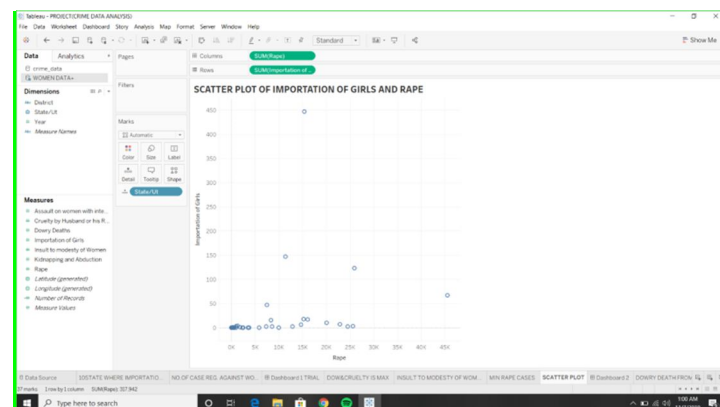 Tableau - PROJECT(CRIME DATA ANALYSIS)
File Data Worksheet Dashboard Story Analysis Map Format Server Window Help
Standard
Show Me
Data Analytics
Pages
Columns SUM(Rape)
Rows SUM(Importation of ..
crime_data
WOMEN DATA+
Filters
SCATTER PLOT OF IMPORTATION OF GIRLS AND RAPE
Dimensions
District
State/Ut
Year
Measure Names
Marks
Automatic
Color Size Label
Detail Tooltip Shape
State/Ut
Measures
Assault on women with inte..
Cruelty by Husband or his R..
Dowry Deaths
Importation of Girls
Insult to modesty of Women
Kidnapping and Abduction
Rape
Latitude (generated)
Longitude (generated)
Number of Records
Measure Values
Importation of Girls
450
400
350
300
250
200
150
100
50
0
0K 5K 10K 15K 20K 25K 30K 35K 40K 45K
Rape
Data Source
STATE WHERE IMPORTATIO.. NO OF CASE REG. AGAINST WO.. Dashboard 1 TRIAL DOW&CRUELTY IS MAX INSULT TO MODESTY OF WOM.. MIN RAPE CASES SCATTER PLOT Dashboard 2 DOWRY DEATH FROM
37 marks 1 row by 1 column SUM(Rape): 317,942
Type here to search
1:00 AM